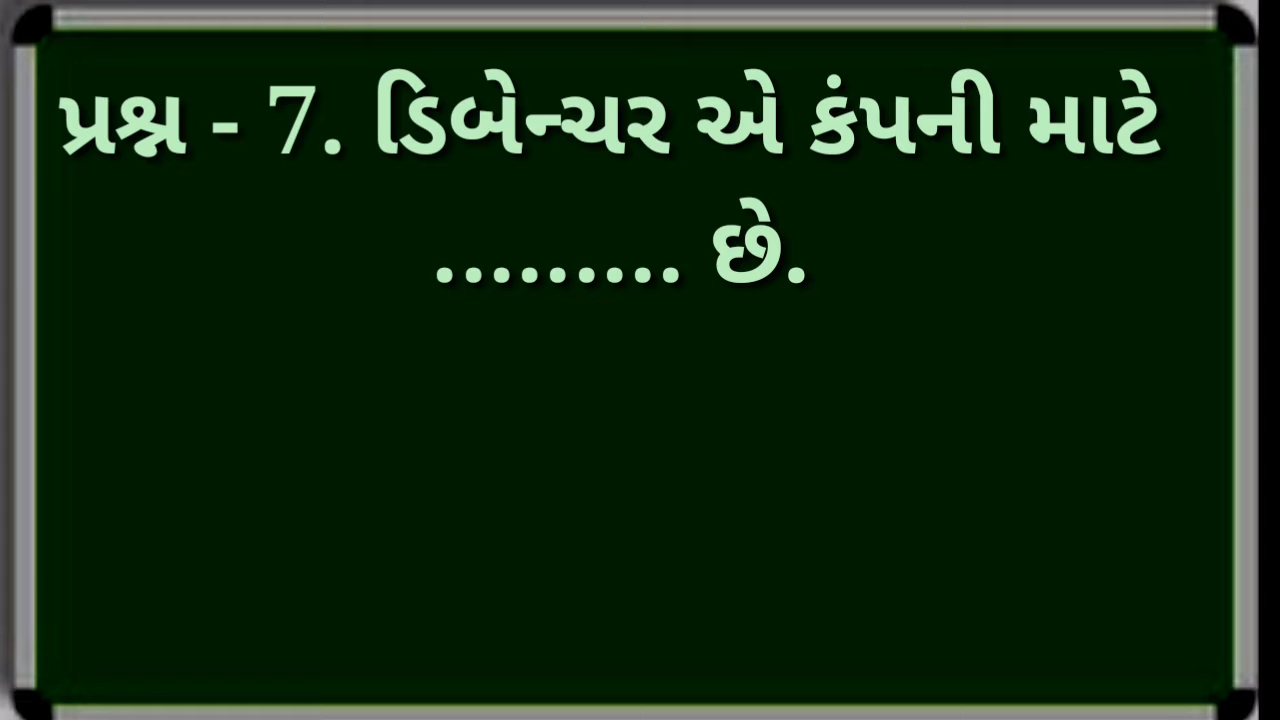 પ્રશ્ન - 7. ડિબેન્ચર એ કંપની માટે
......... છે.